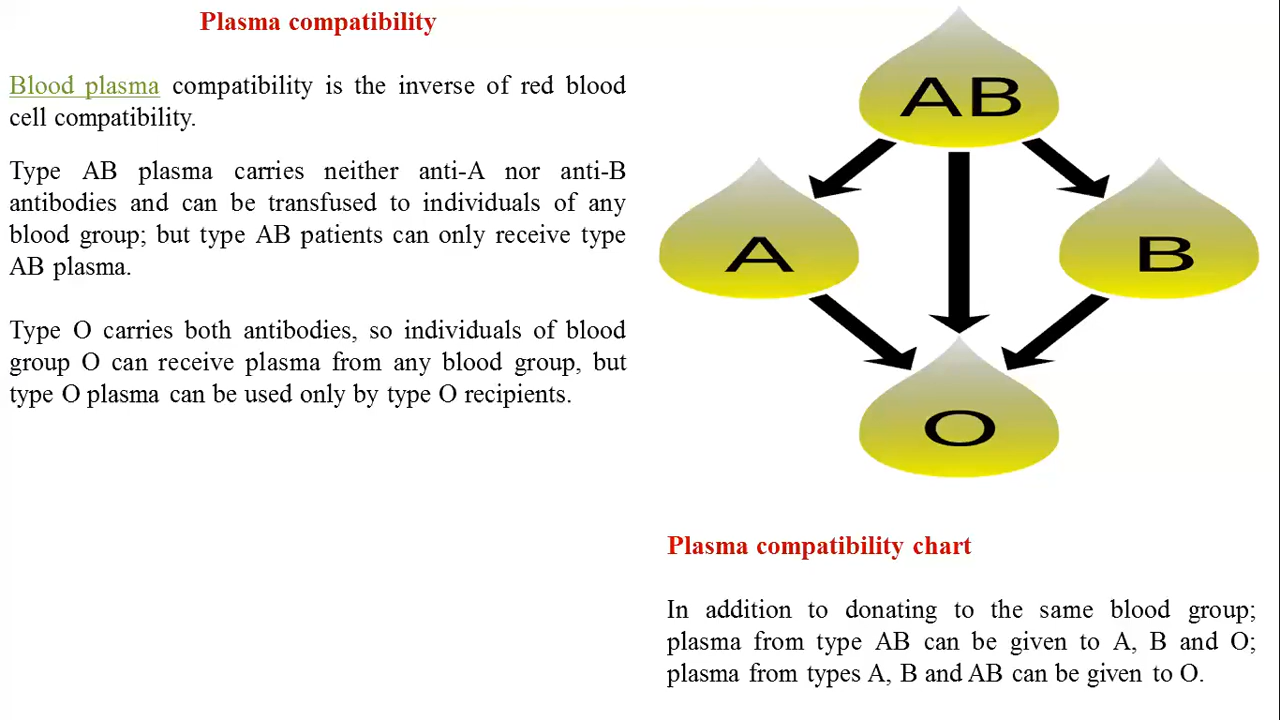 Plasma compatibility
Blood plasma compatibility is the inverse of red blood
cell compatibility.
Type AB plasma carries neither anti-A nor anti-B
antibodies and can be transfused to individuals of any
blood group; but type AB patients can only receive type
AB plasma.
Type O carries both antibodies, so individuals of blood
group O can receive plasma from any blood group, but
type O plasma can be used only by type O recipients.
AB
A
B
O
Plasma compatibility chart
In addition to donating to the same blood group;
plasma from type AB can be given to A, B and O;
plasma from types A, B and AB can be given to O.